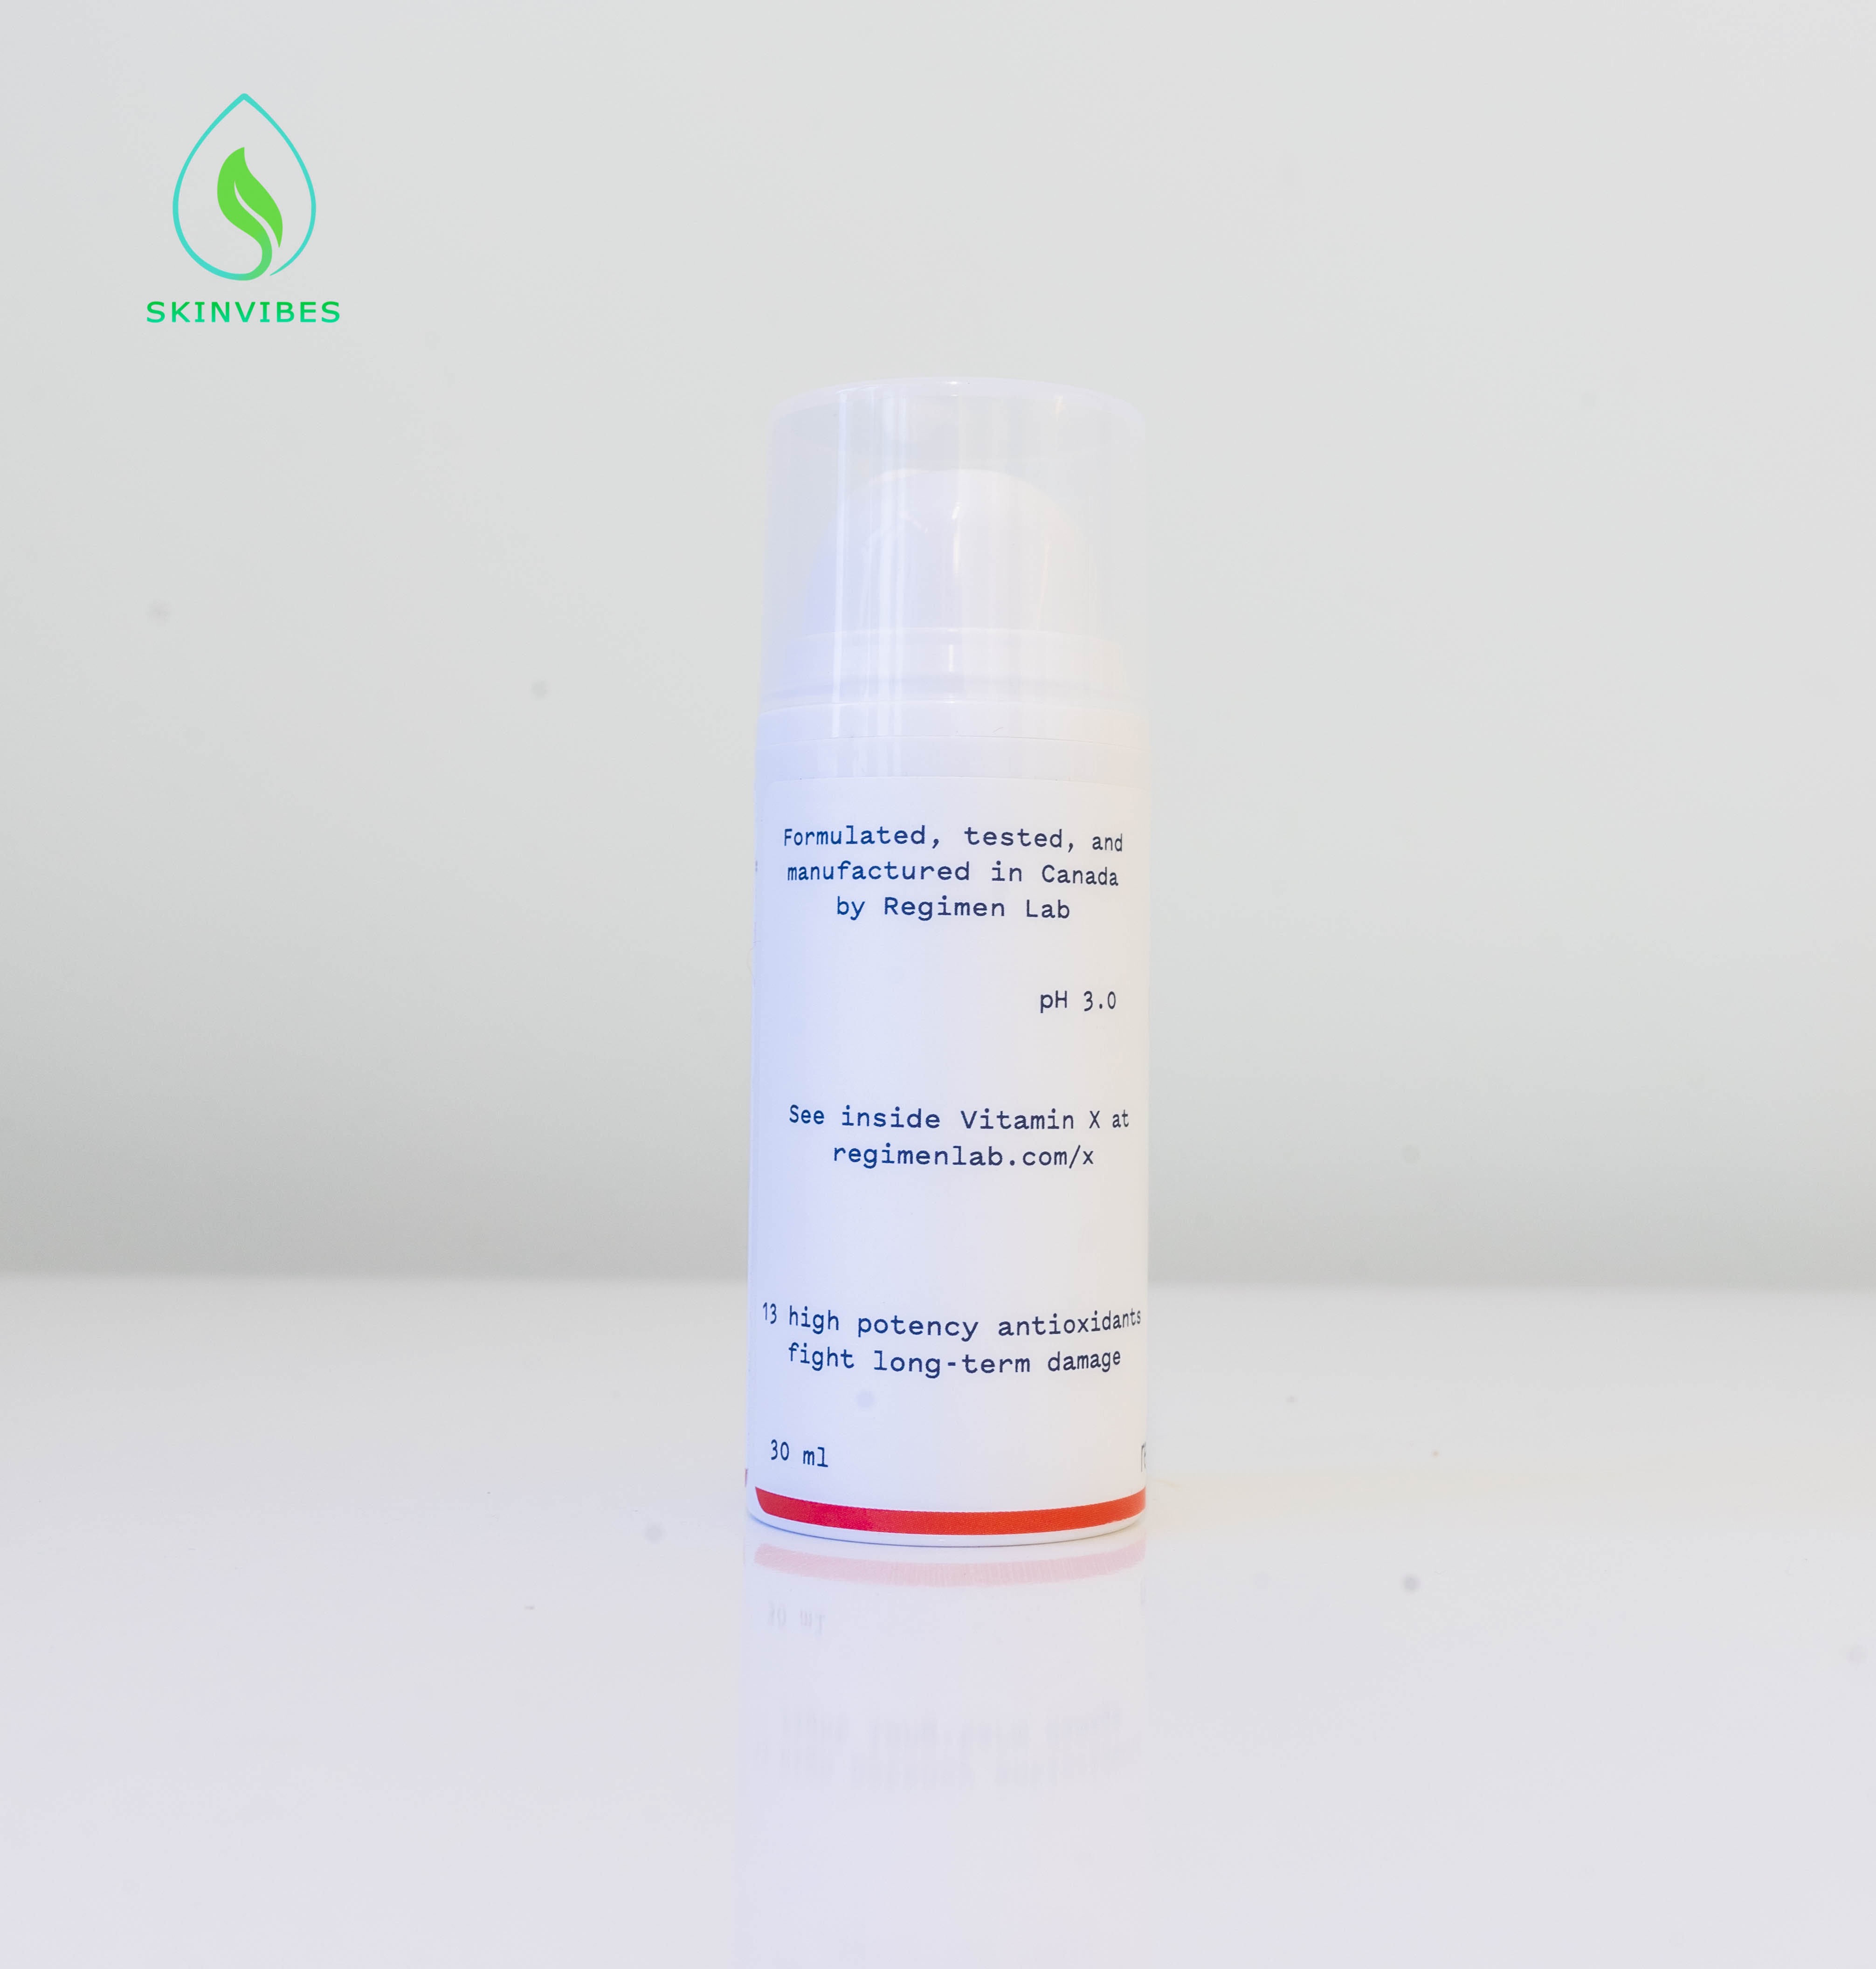 SKINVIBES
Formulated, tested, and
manufactured in Canada
by Regimen Lab
pH 3.0
See inside Vitamin X at
regimenlab.com/x
13 high potency antioxidants
fight long-term damage
30 ml